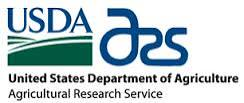 USDA ars
United States Department of Agriculture
Agricultural Research Service